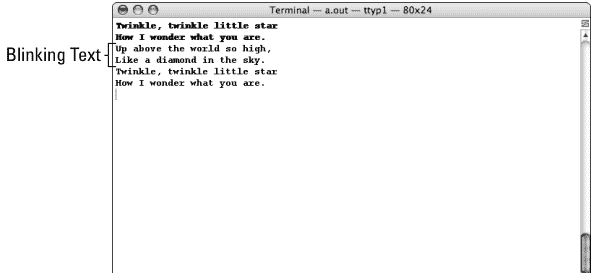 Terminal — a.out — ttyp1 — 80x24
Twinkle, twinkle little star
How I wonder what you are.
Blinking Text
Up above the world so high,
Like a diamond in the sky.
Twinkle, twinkle little star
How I wonder what you are.